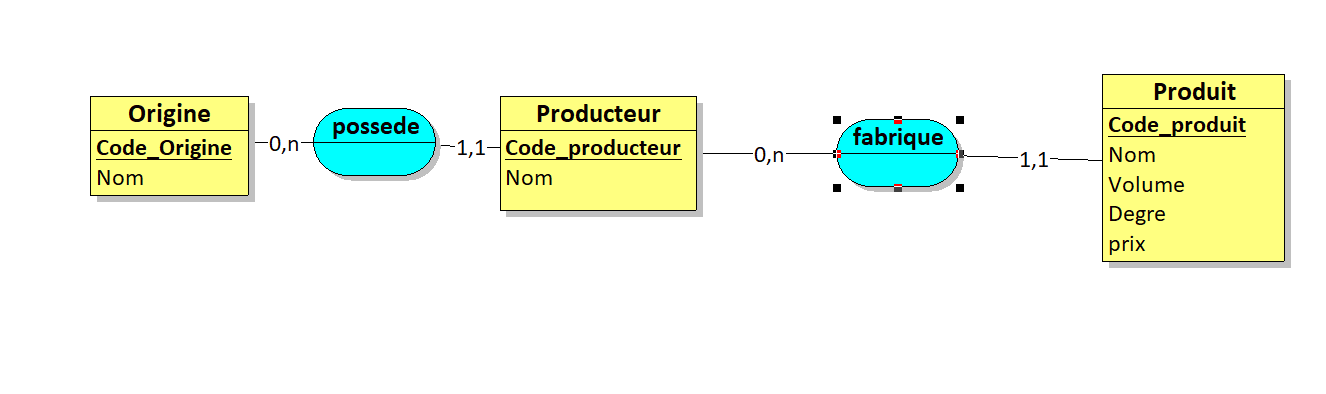 Origine
Code_Origine
Nom
0,n
possede
1,1
Producteur
Code_producteur
Nom
0,n
fabrique
1,1
Produit
Code_produit
Nom
Volume
Degre
prix